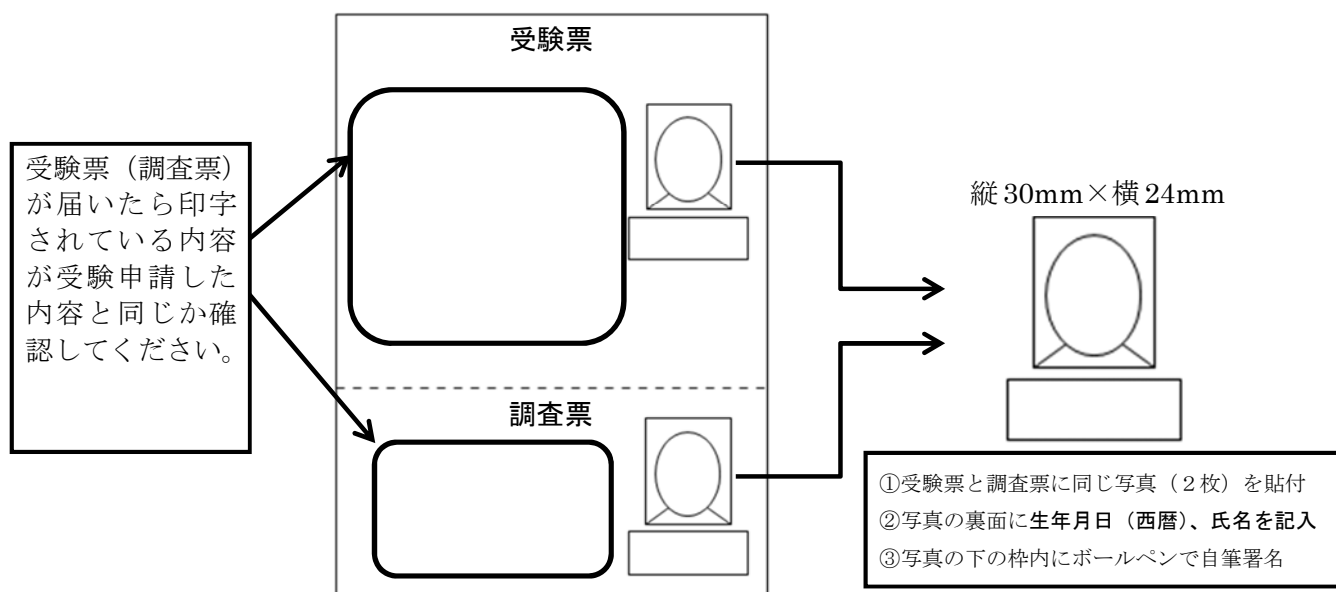 受験票
受験票（調査票）
が届いたら印字
されている内容
が受験申請した
内容と同じか確
認してください。
縦30mm×横24mm
調査票
①受験票と調査票に同じ写真（２枚）を貼付
②写真の裏面に生年月日（西暦）、氏名を記入
③写真の下の枠内にボールペンで自筆署名